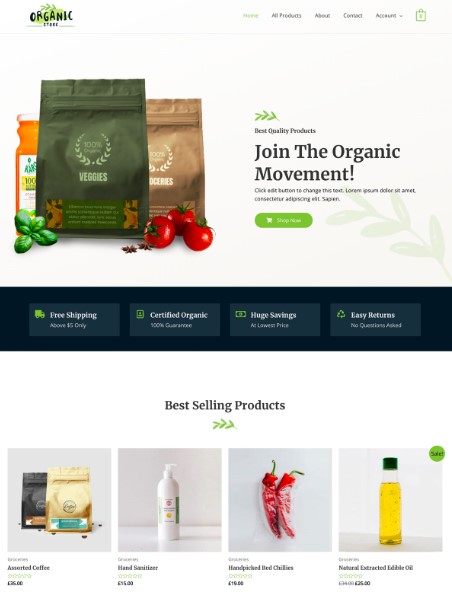 ORGANIC
STORE
Home
All Products
About
Contact
Account
100%
Organic
VEGGIES
Best Quality Products
Join The Organic
Movement!
Click edit button to change this text. Lorem ipsum dolor sit amet,
consectetur adipiscing elit. Sapien.
Shop Now
Free Shipping
Above $5 Only
Certified Organic
100% Guarantee
Huge Savings
At Lowest Price
Easy Returns
No Questions Asked
Best Selling Products
Sale!
Groceries
Assorted Coffee
£35.00
Groceries
Hand Sanitizer
£15.00
Groceries
Handpicked Red Chillies
£19.00
Groceries
Natural Extracted Edible Oil
£34.00 £25.00